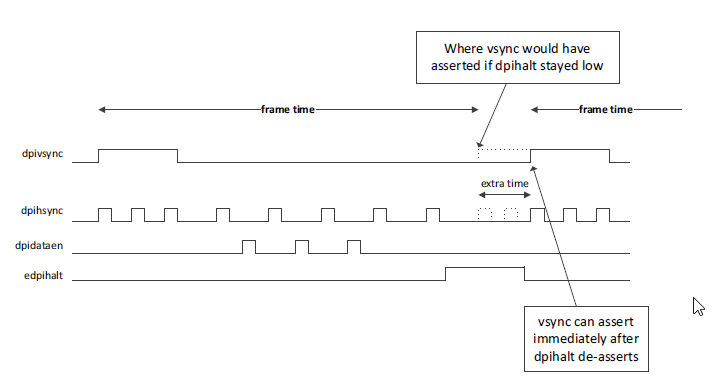 Where vsync would have
asserted if dpihalt stayed low
frame time
frame time
dpivsync
extra time
dpihsync
dpidataen
edpihalt
vsync can assert
immediately after
dpihalt de-asserts